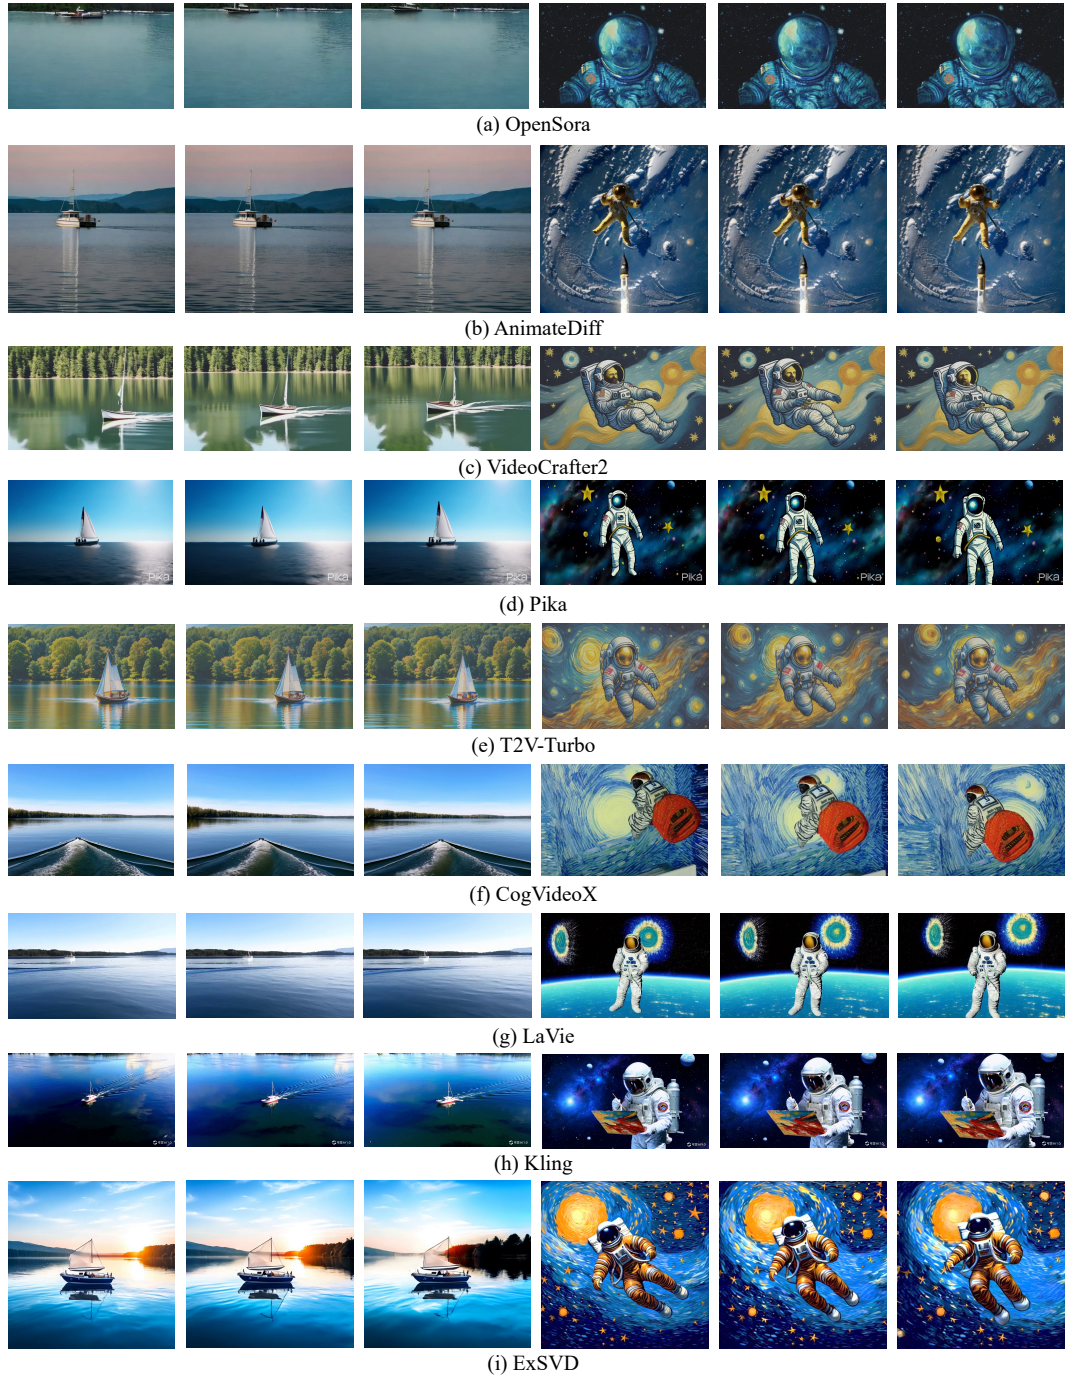 (a) OpenSora
(b) AnimateDiff
(c) VideoCrafter2
Pika Pika Pika Pika Pika Pika
(d) Pika
(e) T2V-Turbo
(f) CogVideoX
(g) LaVie
(h) Kling
(i) ExSVD